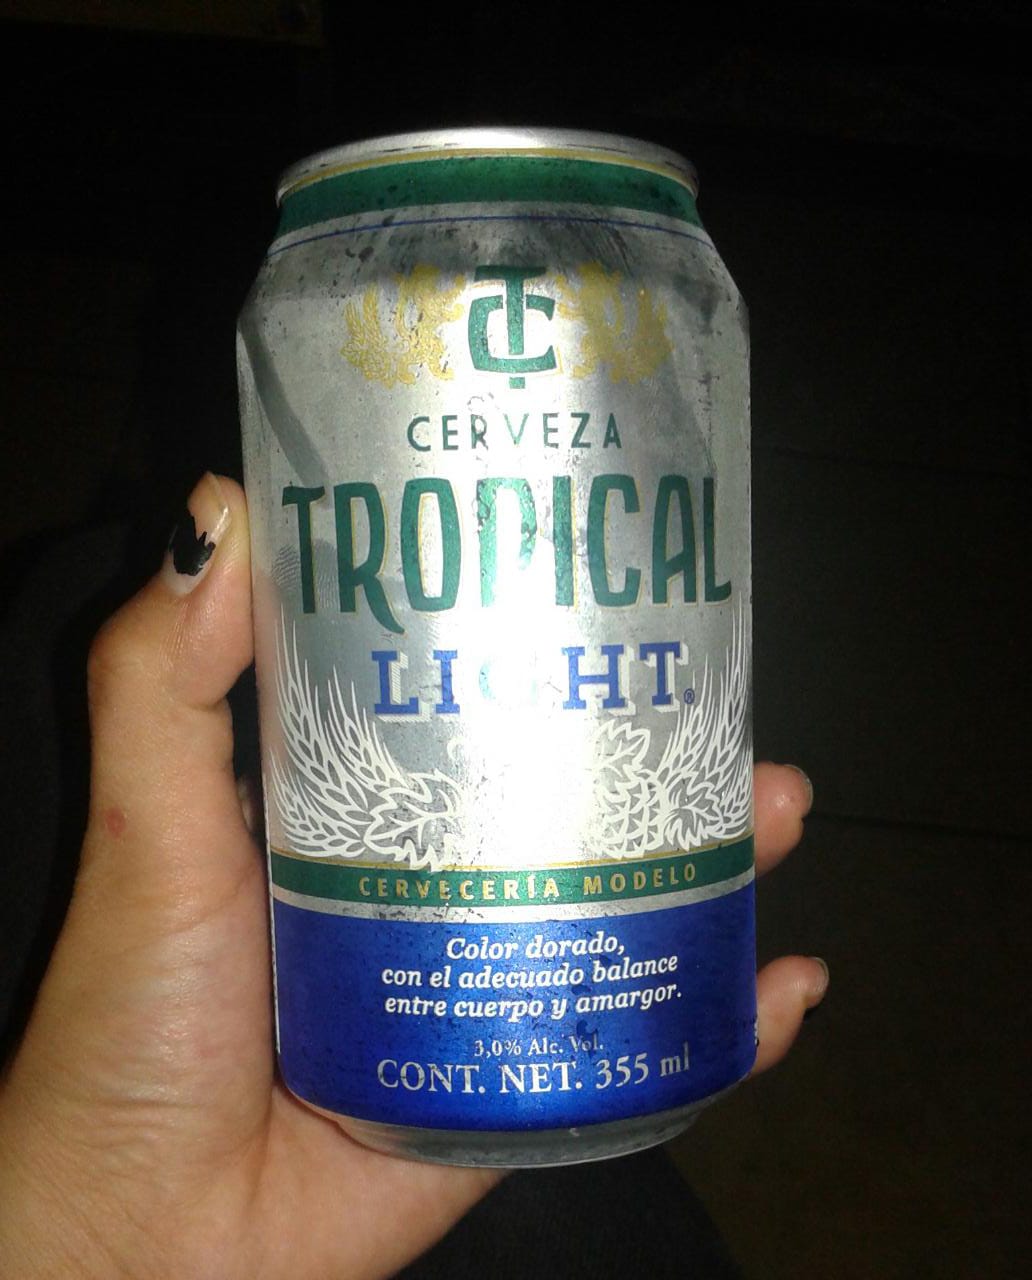 TC
CERVEZA
TROPICAL
LIGHT®
CERVECERÍA MODELO
Color dorado,
con el adecuado balance
entre cuerpo y amargor.
3,0% Alc. Vol.
CONT. NET. 355 ml